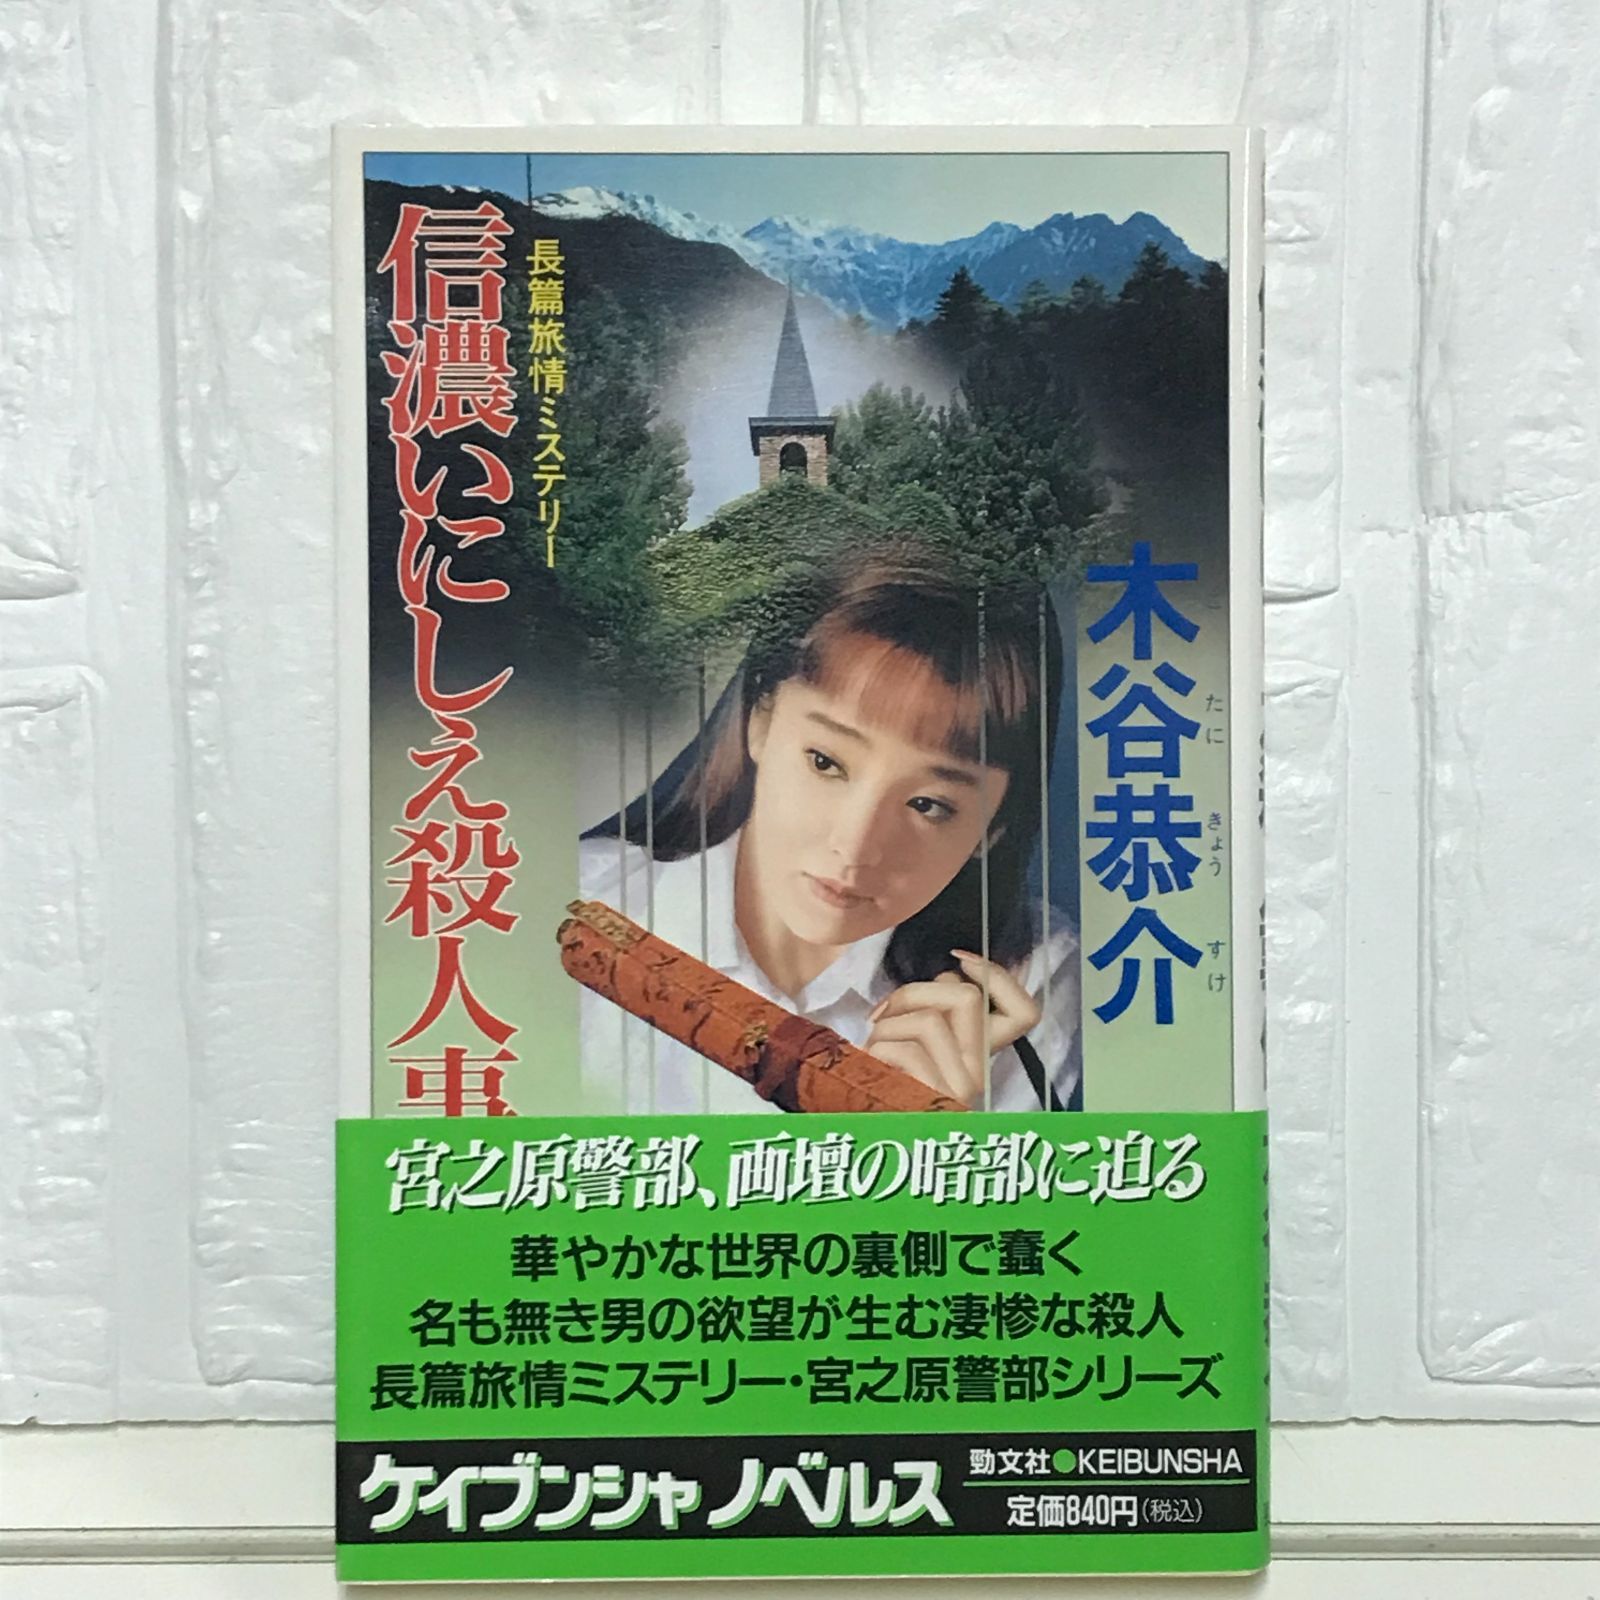 長篇旅情ミステリー
信濃いにしえ殺人事
木谷恭介
こ たに きょう すけ
宮之原警部、画壇の暗部に迫る
華やかな世界の裏側で蠢く
名も無き男の欲望が生む凄惨な殺人
長篇旅情ミステリー・宮之原警部シリーズ
ケイブンシャノベルス
勁文社●KEIBUNSHA
定価840円(税込)